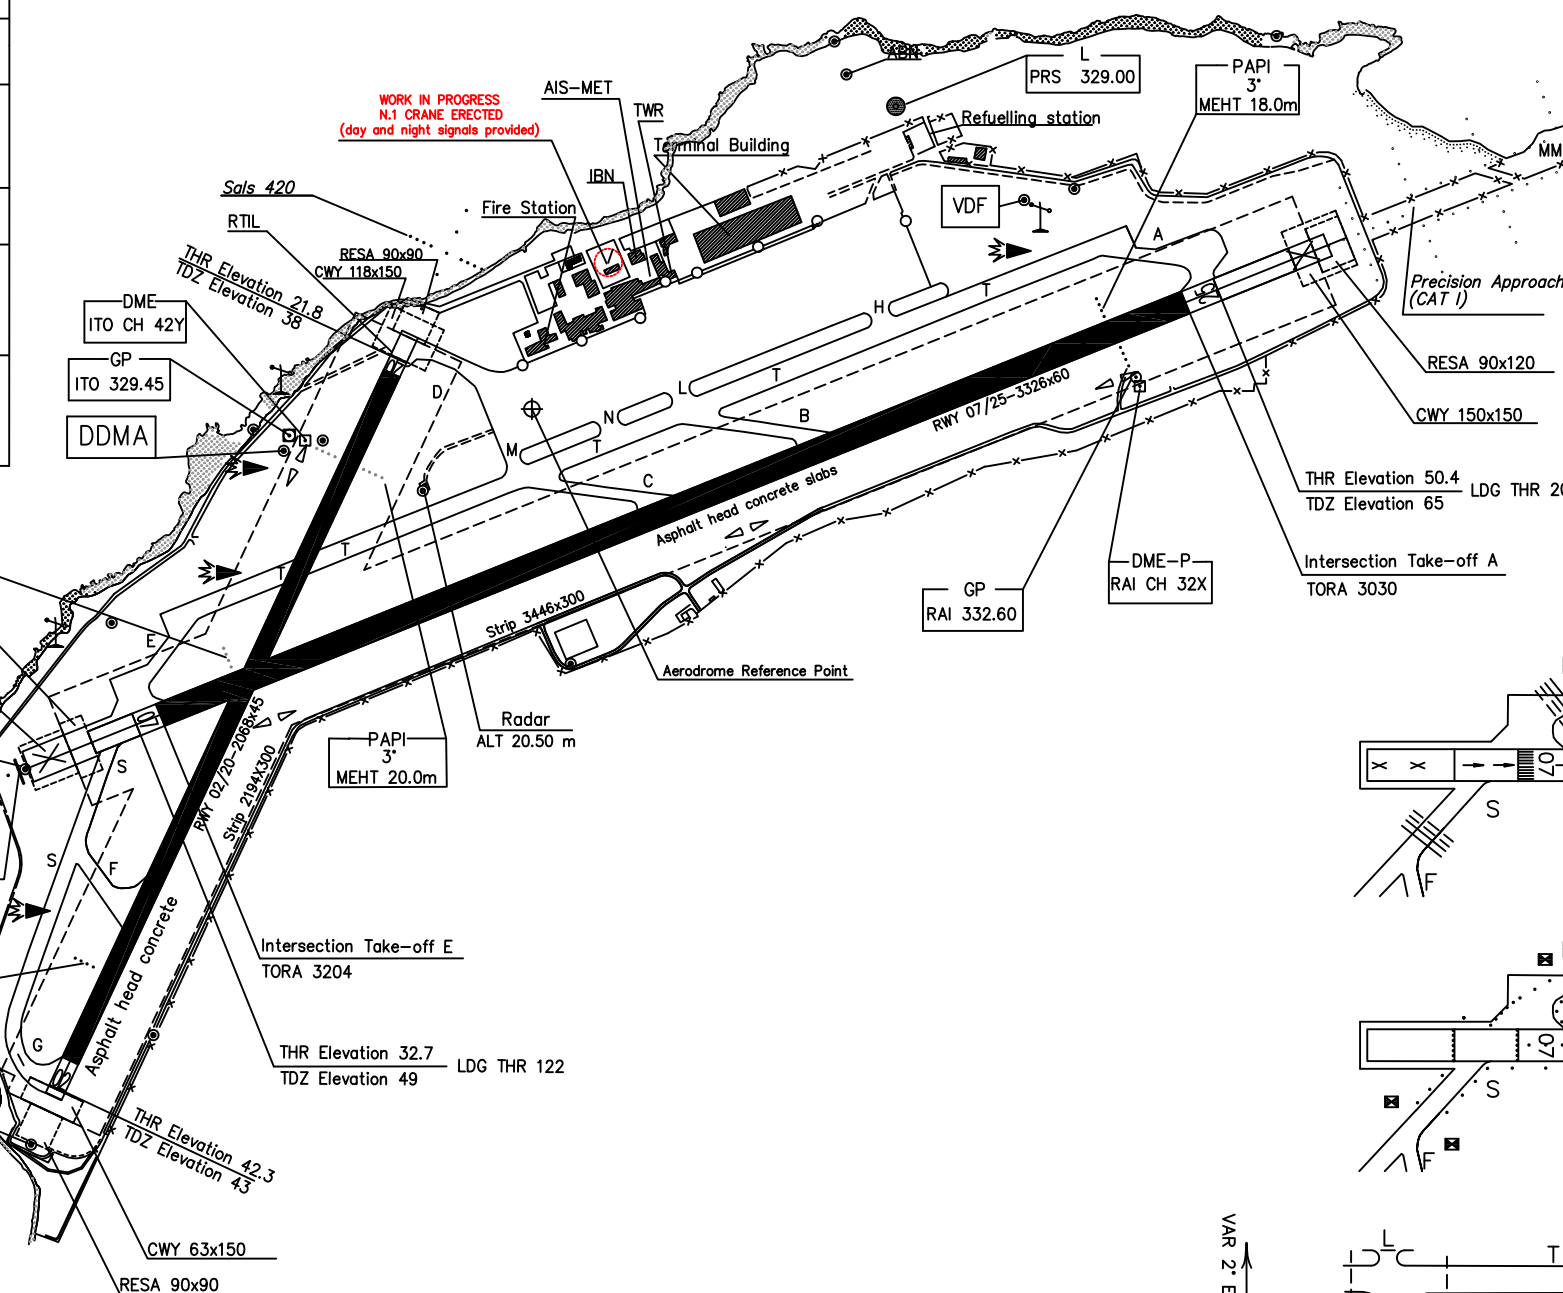 ABN
L
PRS 329.00
PAPI
3°
MEHT 18.0m
WORK IN PROGRESS
N.1 CRANE ERECTED
(day and night signals provided)
AIS-MET
TWR
Terminal Building
Refuelling station
MM
IBN
Sals 420
Fire Station
VDF
RTIL
RESA 90x90
CWY 118x150
THR Elevation 21.8
TDZ Elevation 38
A
DME
ITO CH 42Y
H
T
Precision Approach
(CAT I)
GP
ITO 329.45
02
25
RESA 90x120
DDMA
D
L
T
N
B
RWY 07/25-3326x60
CWY 150x150
M
T
C
Asphalt head concrete slabs
THR Elevation 50.4
LDG THR 20
TDZ Elevation 65
T
T
DME-P
RAI CH 32X
Intersection Take-off A
TORA 3030
GP
RAI 332.60
Strip 3446x300
E
Aerodrome Reference Point
07
RWY 02/20-2068x45
Strip 2194X300
Radar
ALT 20.50 m
PAPI
3°
MEHT 20.0m
S
07
S
S
F
F
Asphalt head concrete
Intersection Take-off E
TORA 3204
G
THR Elevation 32.7
LDG THR 122
TDZ Elevation 49
07
S
02
THR Elevation 42.3
TDZ Elevation 43
F
CWY 63x150
RESA 90x90
VAR 2° E
L
T